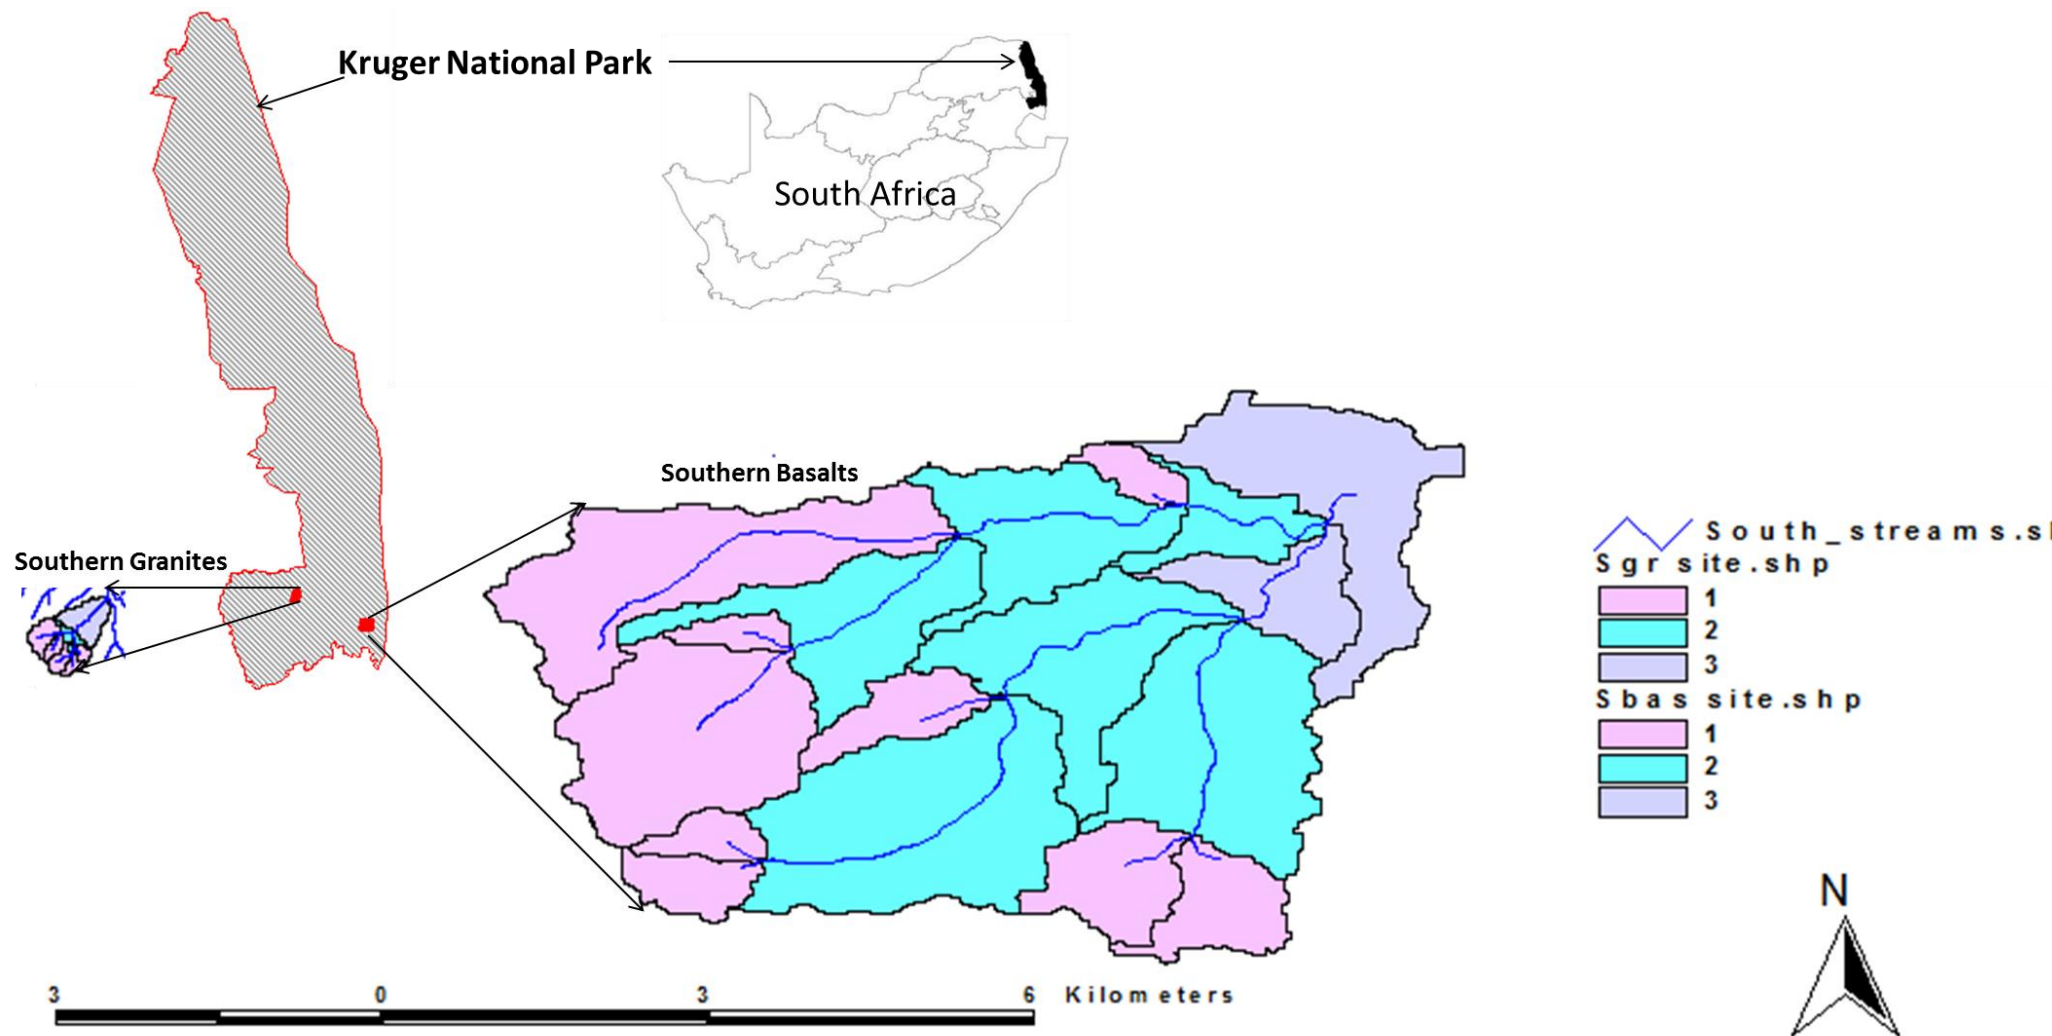 Kruger National Park
South Africa
Southern Basalts
Southern Granites
South_streams.sl
Sgr site.shp
1
2
3
Sbas site.shp
1
2
3
N
3 0 3 6 Kilometers